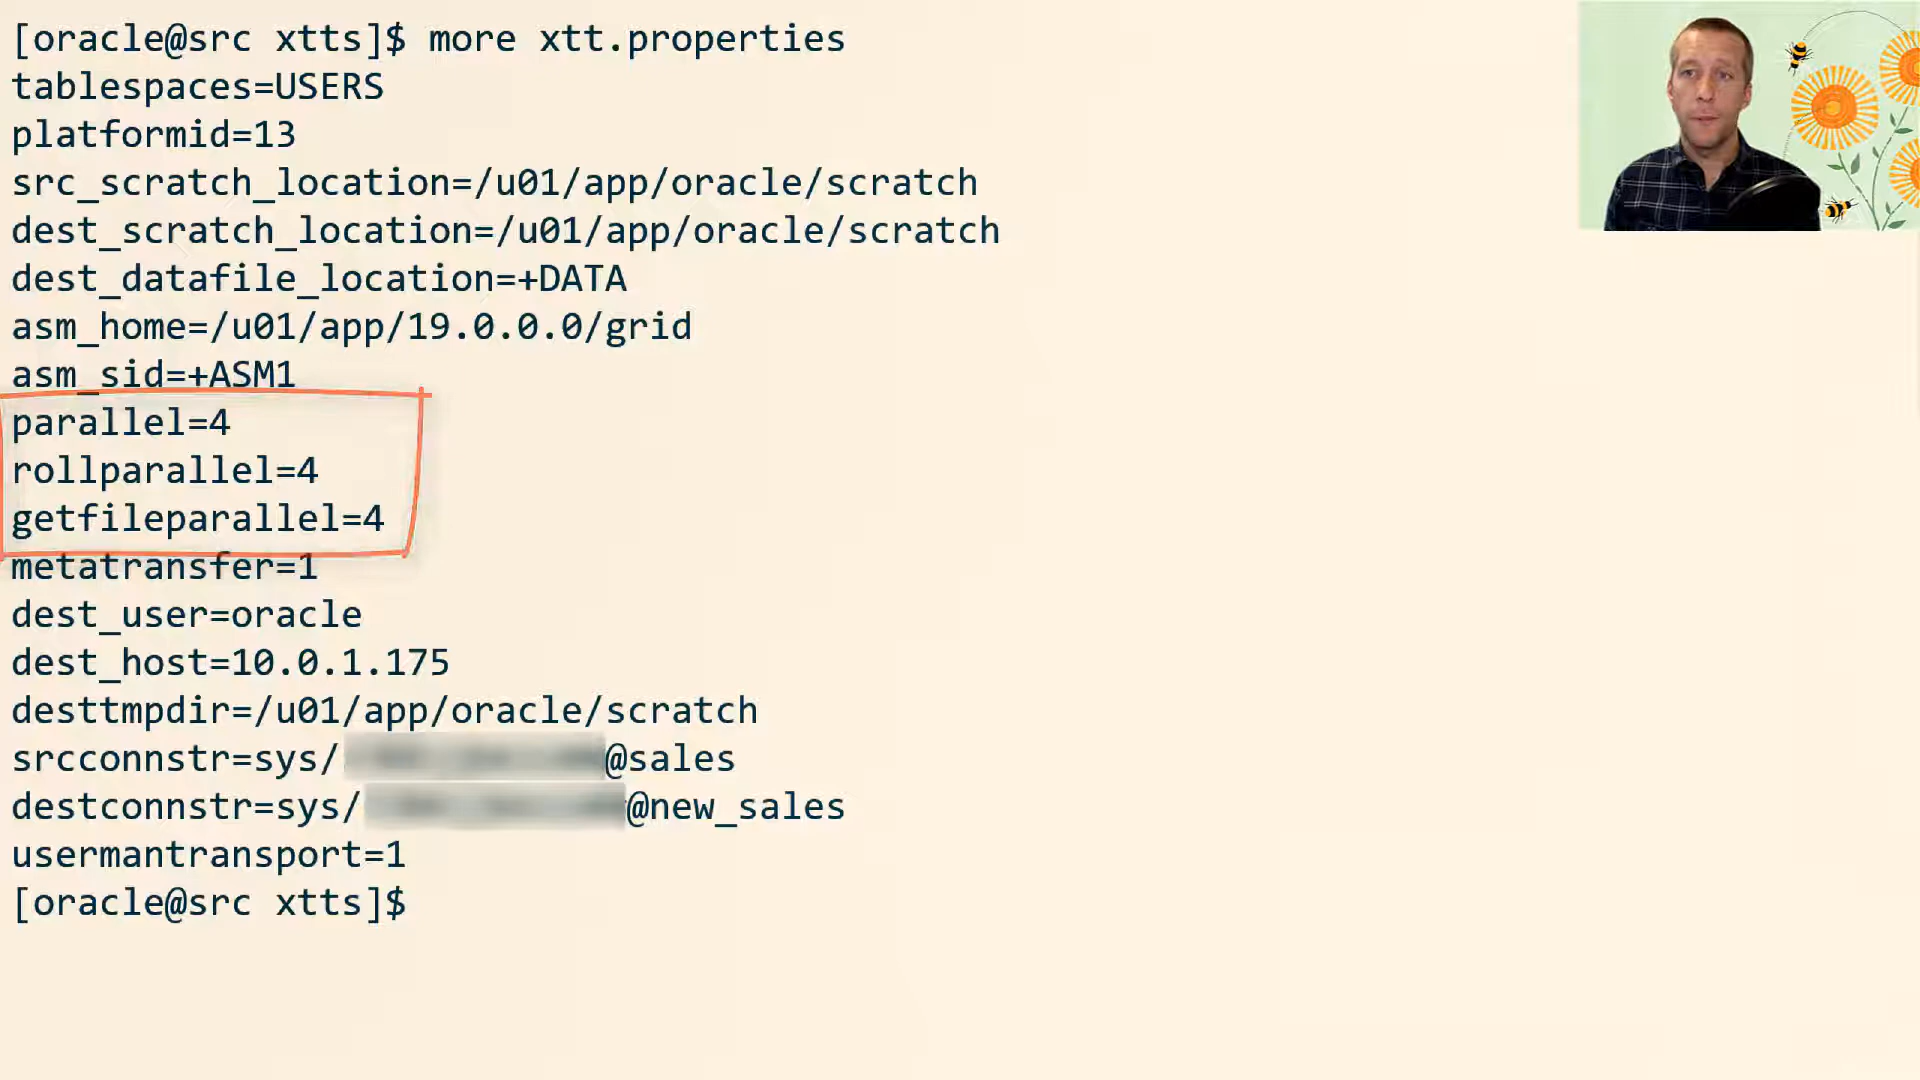 [oracle@src xtts]$ more xtt.properties
tablespaces=USERS
platformid=13
src_scratch_location=/u01/app/oracle/scratch
dest_scratch_location=/u01/app/oracle/scratch
dest_datafile_location=+DATA
asm_home=/u01/app/19.0.0.0/grid
asm_sid=+ASM1
parallel=4
rollparallel=4
getfileparallel=4
metatransfer=1
dest_user=oracle
dest_host=10.0.1.175
desttmpdir=/u01/app/oracle/scratch
srcconnstr=sys/ @sales
destconnstr=sys/ @new_sales
usermantransport=1
[oracle@src xtts]$